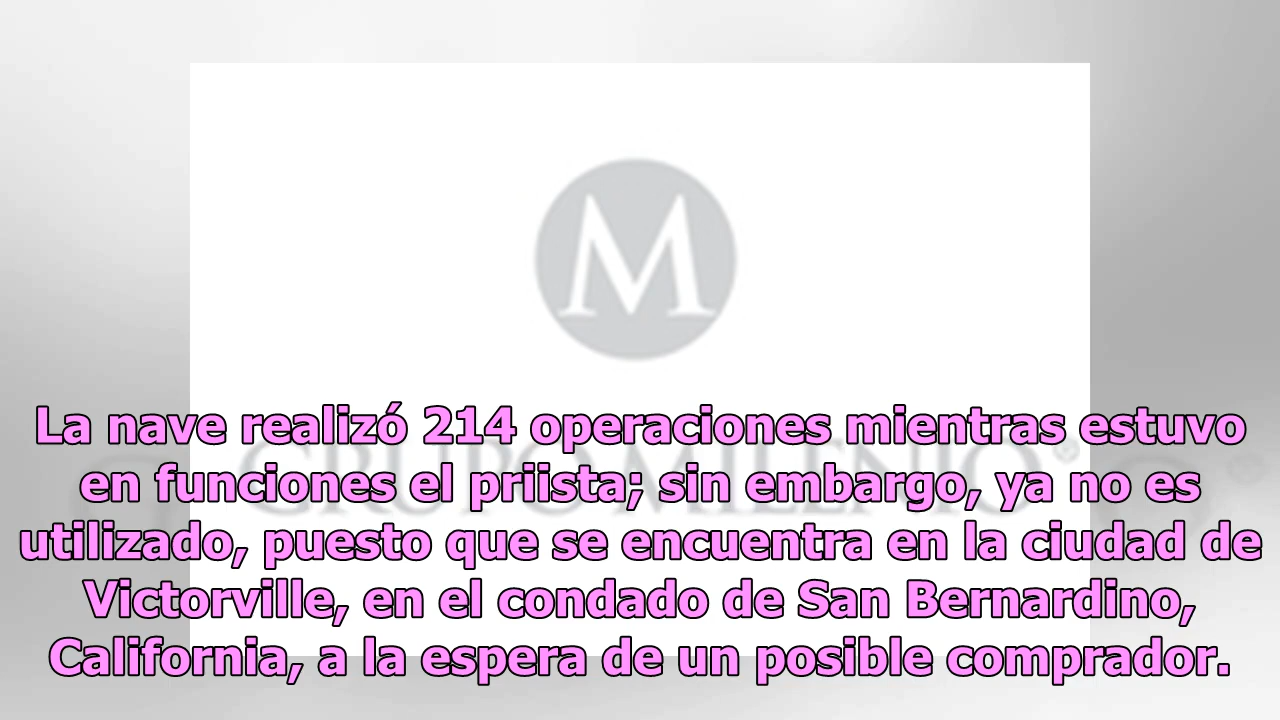 M
GRUPO MILENIO®
La nave realizó 214 operaciones mientras estuvo
en funciones el priista; sin embargo, ya no es
utilizado, puesto que se encuentra en la ciudad de
Victorville, en el condado de San Bernardino,
California, a la espera de un posible comprador.